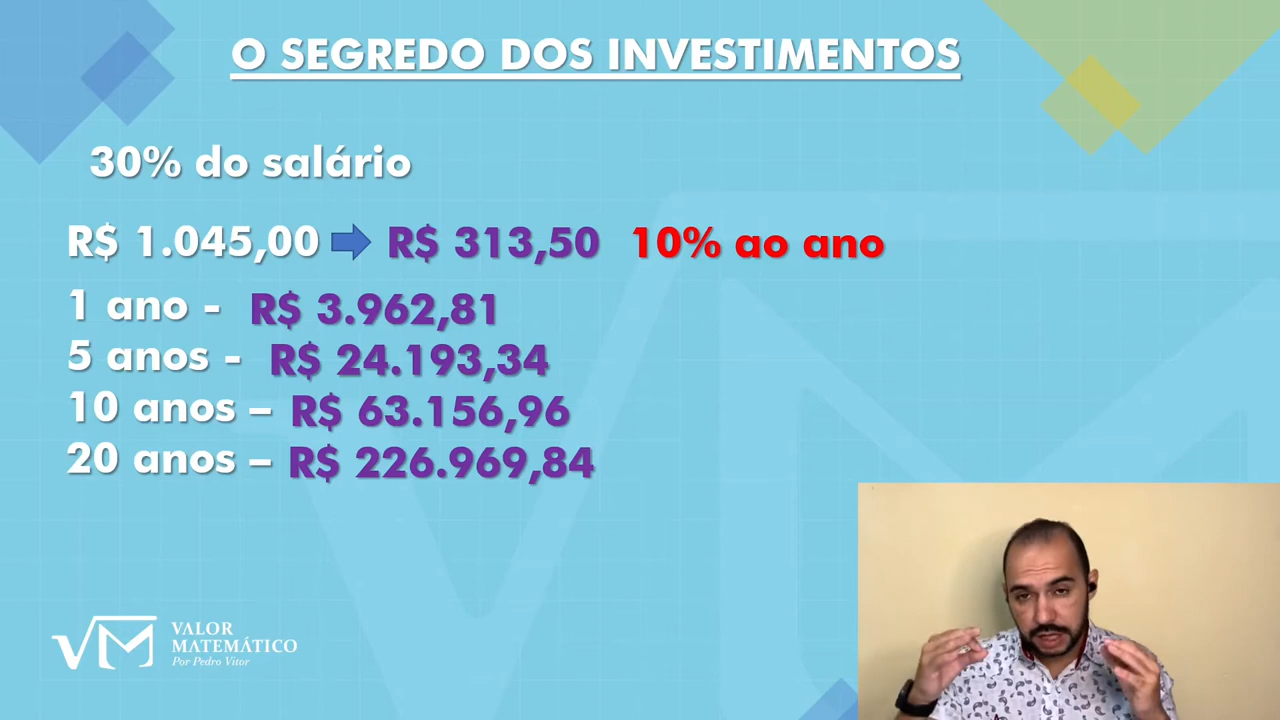 O SEGREDO DOS INVESTIMENTOS
30% do salário
R$ 1.045,00 R$ 313,50 10% ao ano
1 ano - R$ 3.962,81
5 anos - R$ 24.193,34
10 anos – R$ 63.156,96
20 anos – R$ 226.969,84
VM VALOR
MATEMÁTICO
Por Pedro Vitor